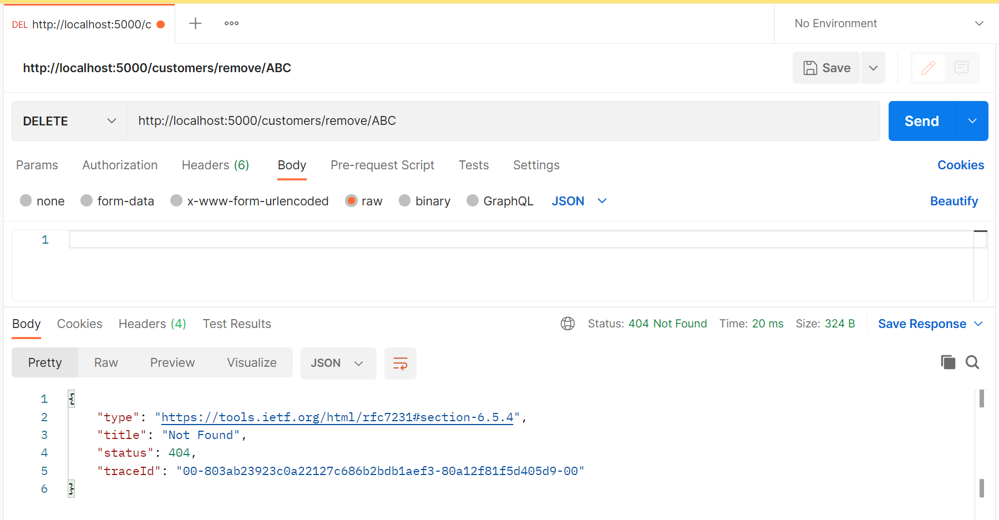 DEL http://localhost:5000/c
No Environment
http://localhost:5000/customers/remove/ABC
Save
DELETE http://localhost:5000/customers/remove/ABC Send
Params Authorization Headers (6) Body Pre-request Script Tests Settings Cookies
none form-data x-www-form-urlencoded raw binary GraphQL JSON Beautify
1
Body Cookies Headers (4) Test Results Status: 404 Not Found Time: 20 ms Size: 324 B Save Response
Pretty Raw Preview Visualize JSON
1 {
2 "type": "https://tools.ietf.org/html/rfc7231#section-6.5.4",
3 "title": "Not Found",
4 "status": 404,
5 "traceId": "00-803ab23923c0a22127c686b2bdb1aef3-80a12f81f5d405d9-00"
6 }